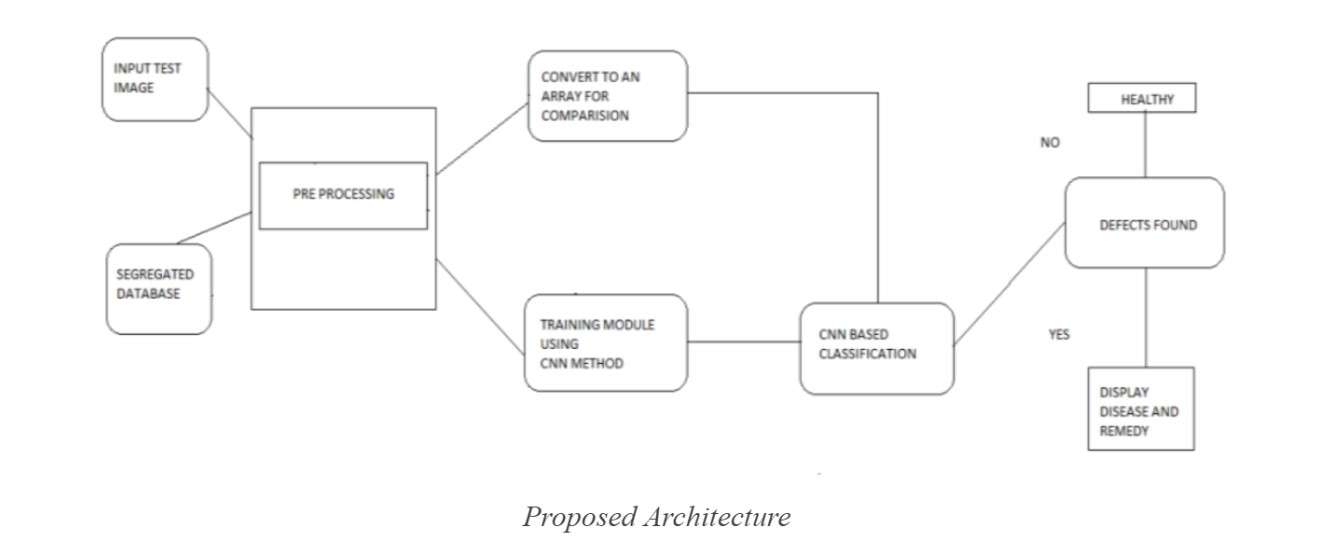 INPUT TEST
IMAGE
SEGREGATED
DATABASE
PRE PROCESSING
CONVERT TO AN
ARRAY FOR
COMPARISION
TRAINING MODULE
USING
CNN METHOD
CNN BASED
CLASSIFICATION
HEALTHY
NO
DEFECTS FOUND
YES
DISPLAY
DISEASE AND
REMEDY
Proposed Architecture